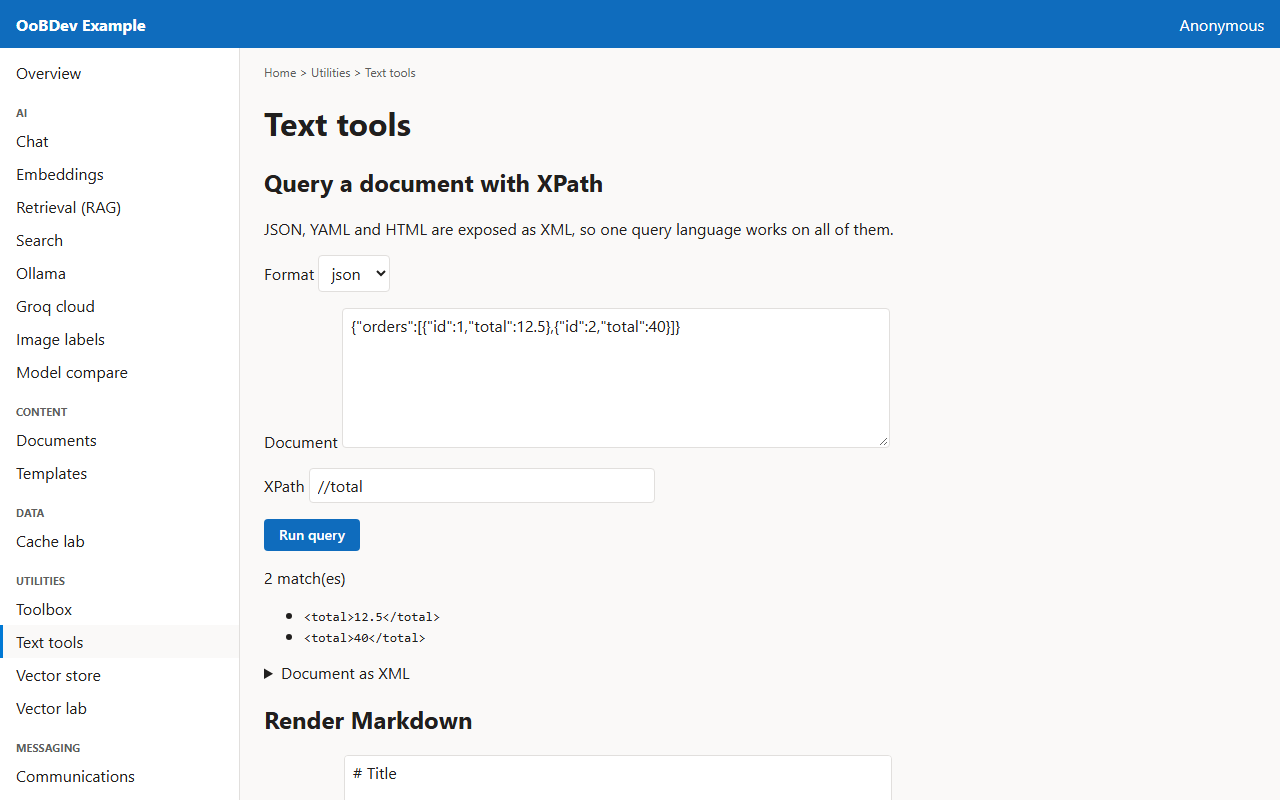 OoBDev Example
Anonymous
Overview
AI
Chat
Embeddings
Retrieval (RAG)
Search
Ollama
Groq cloud
Image labels
Model compare
CONTENT
Documents
Templates
DATA
Cache lab
UTILITIES
Toolbox
Text tools
Vector store
Vector lab
MESSAGING
Communications
Home > Utilities > Text tools
Text tools
Query a document with XPath
JSON, YAML and HTML are exposed as XML, so one query language works on all of them.
Format json
{"orders":[{"id":1,"total":12.5},{"id":2,"total":40}]}
Document
XPath //total
Run query
2 match(es)
<total>12.5</total>
<total>40</total>
Document as XML
Render Markdown
# Title